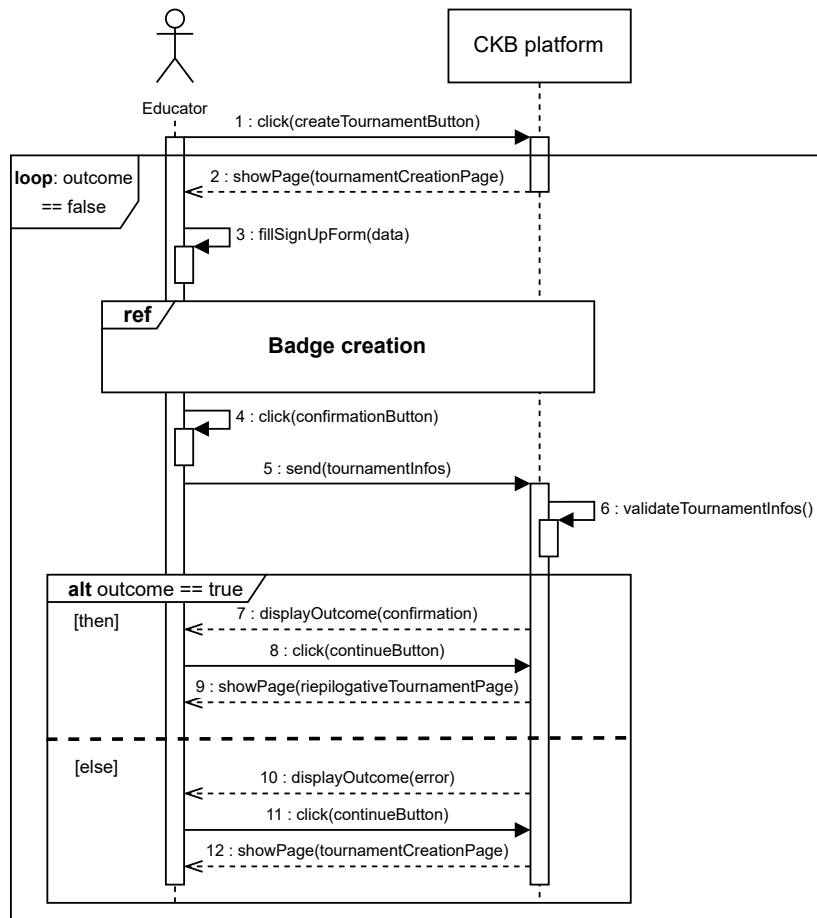 CKB platform
Educator
1 : click(createTournamentButton)
loop: outcome
== false
2 : showPage(tournamentCreationPage)
3 : fillSignUpForm(data)
ref
Badge creation
4 : click(confirmationButton)
5 : send(tournamentInfos)
6 : validateTournamentInfos()
alt outcome == true
[then]
7 : displayOutcome(confirmation)
8 : click(continueButton)
9 : showPage(riepilogativeTournamentPage)
[else]
10 : displayOutcome(error)
11 : click(continueButton)
12 : showPage(tournamentCreationPage)